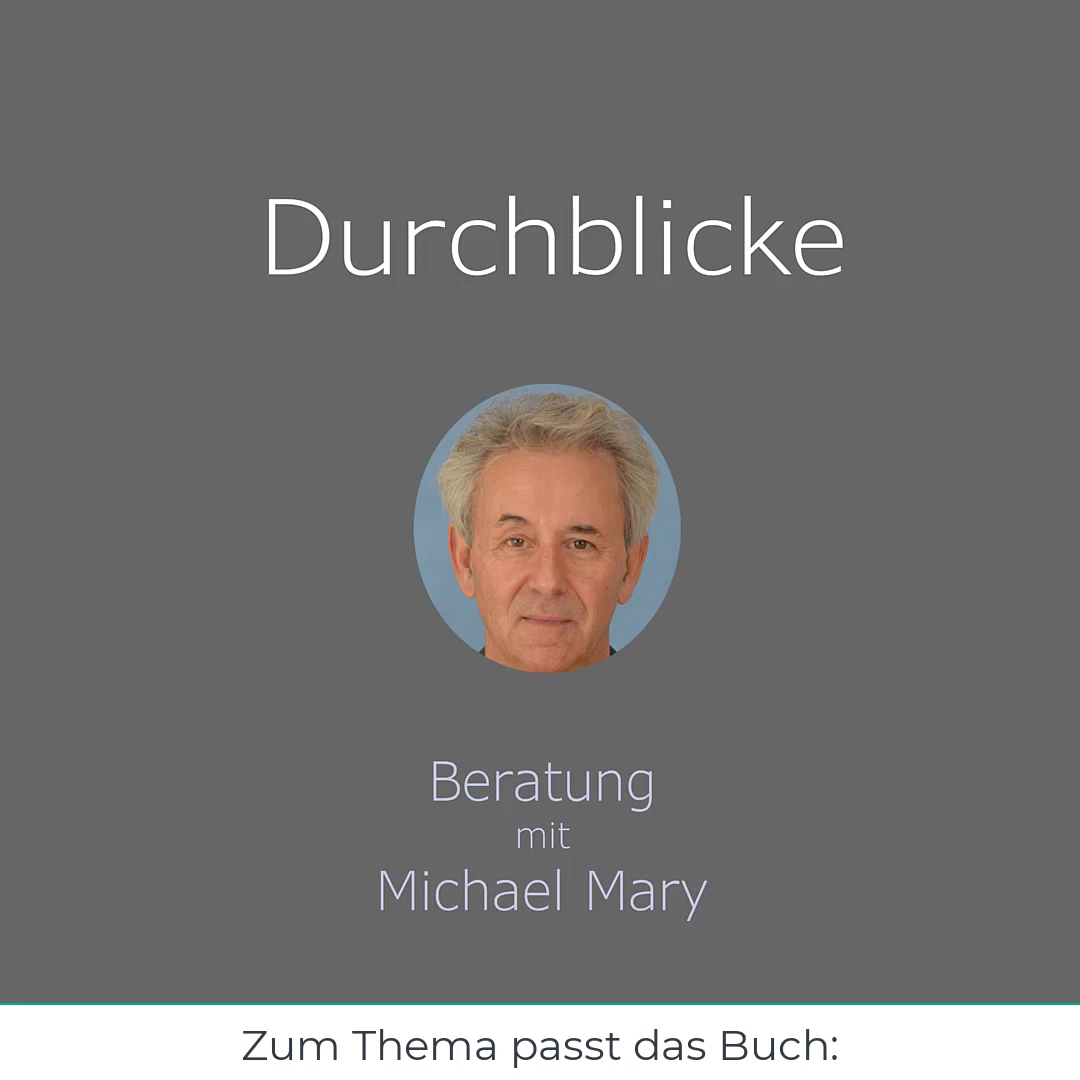 Durchblicke
Beratung
mit
Michael Mary
Zum Thema passt das Buch: